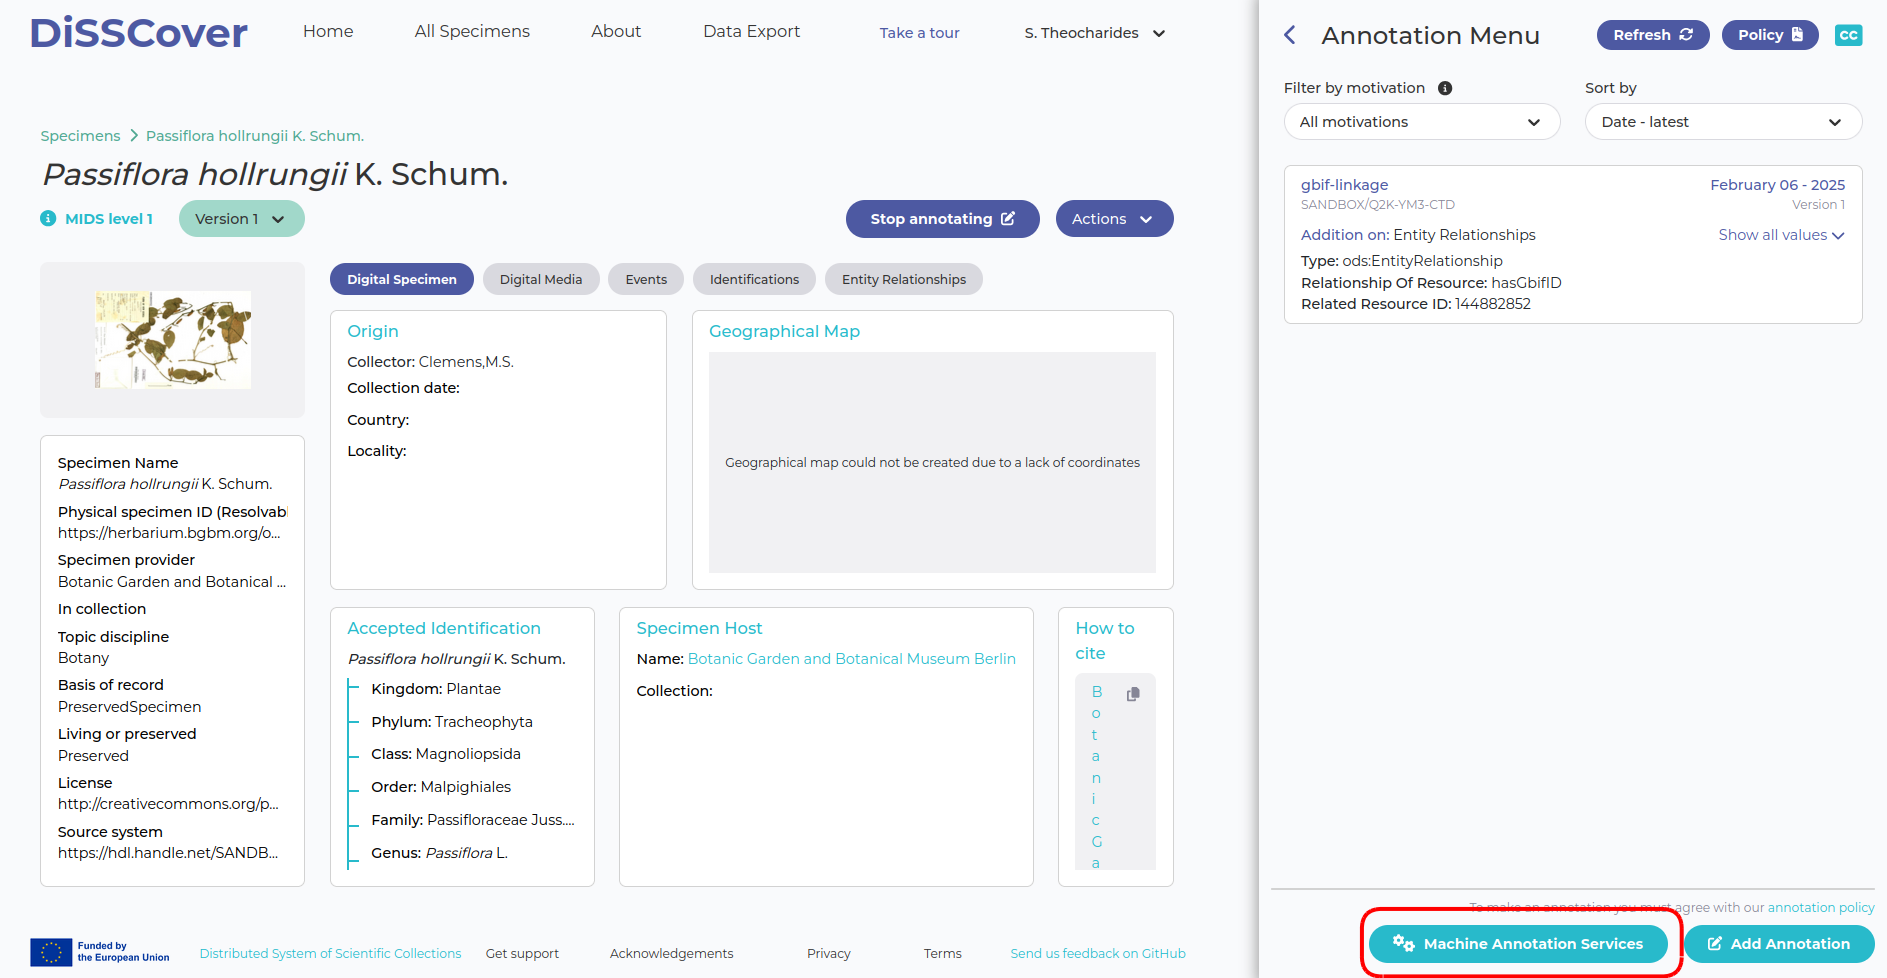 DiSSCover
Home
All Specimens
About
Data Export
Take a tour
S. Theocharides
Specimens
Passiflora hollrungii K. Schum.
Passiflora hollrungii K. Schum.
MIDS level 1
Version 1
Stop annotating
Actions
Digital Specimen
Digital Media
Events
Identifications
Entity Relationships
Specimen Name
Passiflora hollrungii K. Schum.
Physical specimen ID (Resolvabl
https://herbarium.bgbm.org/o...
Specimen provider
Botanic Garden and Botanical ...
In collection
Topic discipline
Botany
Basis of record
PreservedSpecimen
Living or preserved
Preserved
License
http://creativecommons.org/p...
Source system
https://hdl.handle.net/SANDB...
Origin
Collector: Clemens,M.S.
Collection date:
Country:
Locality:
Geographical Map
Geographical map could not be created due to a lack of coordinates
Accepted Identification
Passiflora hollrungii K. Schum.
Kingdom: Plantae
Phylum: Tracheophyta
Class: Magnoliopsida
Order: Malpighiales
Family: Passifloraceae Juss....
Genus: Passiflora L.
Specimen Host
Name: Botanic Garden and Botanical Museum Berlin
Collection:
How to
cite
B
o
t
a
n
i
c
G
a
Funded by
the European Union
Distributed System of Scientific Collections
Get support
Acknowledgements
Privacy
Terms
Send us feedback on GitHub
Annotation Menu
Refresh
Policy
CC
Filter by motivation
All motivations
Sort by
Date - latest
gbif-linkage
February 06 - 2025
SANDBOX/Q2K-YM3-CTD
Version 1
Addition on: Entity Relationships
Show all values
Type: ods:EntityRelationship
Relationship Of Resource: hasGbifID
Related Resource ID: 144882852
To make an annotation you must agree with our annotation policy
Machine Annotation Services
Add Annotation